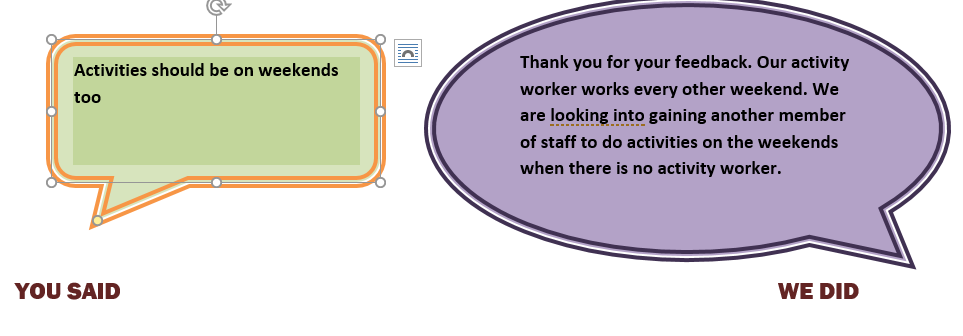 Activities should be on weekends
too
Thank you for your feedback. Our activity
worker works every other weekend. We
are looking into gaining another member
of staff to do activities on the weekends
when there is no activity worker.
YOU SAID
WE DID